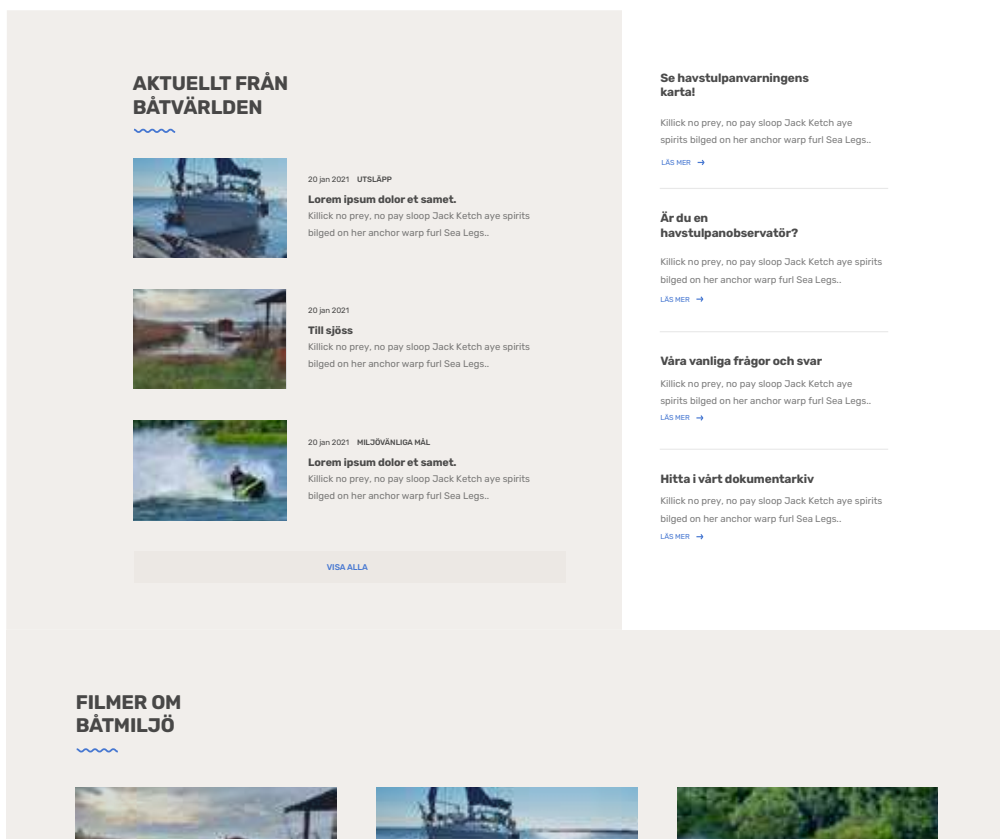 AKTUELLT FRÅN
BÅTVÄRLDEN
20 jan 2021 UTSLÄPP
Lorem ipsum dolor et samet.
Killick no prey, no pay sloop Jack Ketch aye spirits
bilged on her anchor warp furl Sea Legs..
20 jan 2021
Till sjöss
Killick no prey, no pay sloop Jack Ketch aye spirits
bilged on her anchor warp furl Sea Legs..
20 jan 2021 MILJÖVÄNLIGA MÅL
Lorem ipsum dolor et samet.
Killick no prey, no pay sloop Jack Ketch aye spirits
bilged on her anchor warp furl Sea Legs..
VISA ALLA
Se havstulpanvarningens
karta!
Killick no prey, no pay sloop Jack Ketch aye
spirits bilged on her anchor warp furl Sea Legs..
LÄS MER →
Är du en
havstulpanobservatör?
Killick no prey, no pay sloop Jack Ketch aye spirits
bilged on her anchor warp furl Sea Legs..
LÄS MER →
Våra vanliga frågor och svar
Killick no prey, no pay sloop Jack Ketch aye
spirits bilged on her anchor warp furl Sea Legs..
LÄS MER →
Hitta i vårt dokumentarkiv
Killick no prey, no pay sloop Jack Ketch aye spirits
bilged on her anchor warp furl Sea Legs..
LÄS MER →
FILMER OM
BÅTMILJÖ